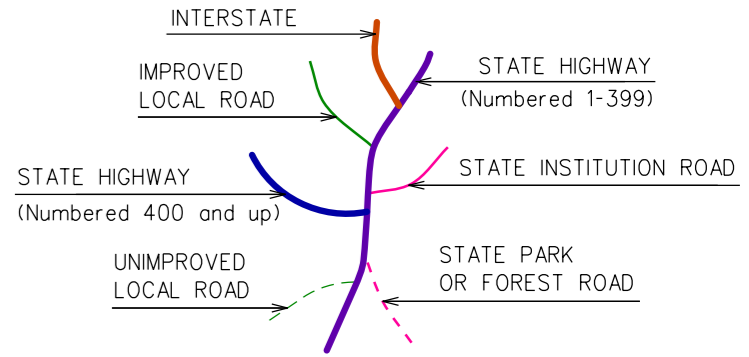 INTERSTATE
IMPROVED
LOCAL ROAD
STATE HIGHWAY
(Numbered 1-399)
STATE HIGHWAY
(Numbered 400 and up)
STATE INSTITUTION ROAD
UNIMPROVED
LOCAL ROAD
STATE PARK
OR FOREST ROAD